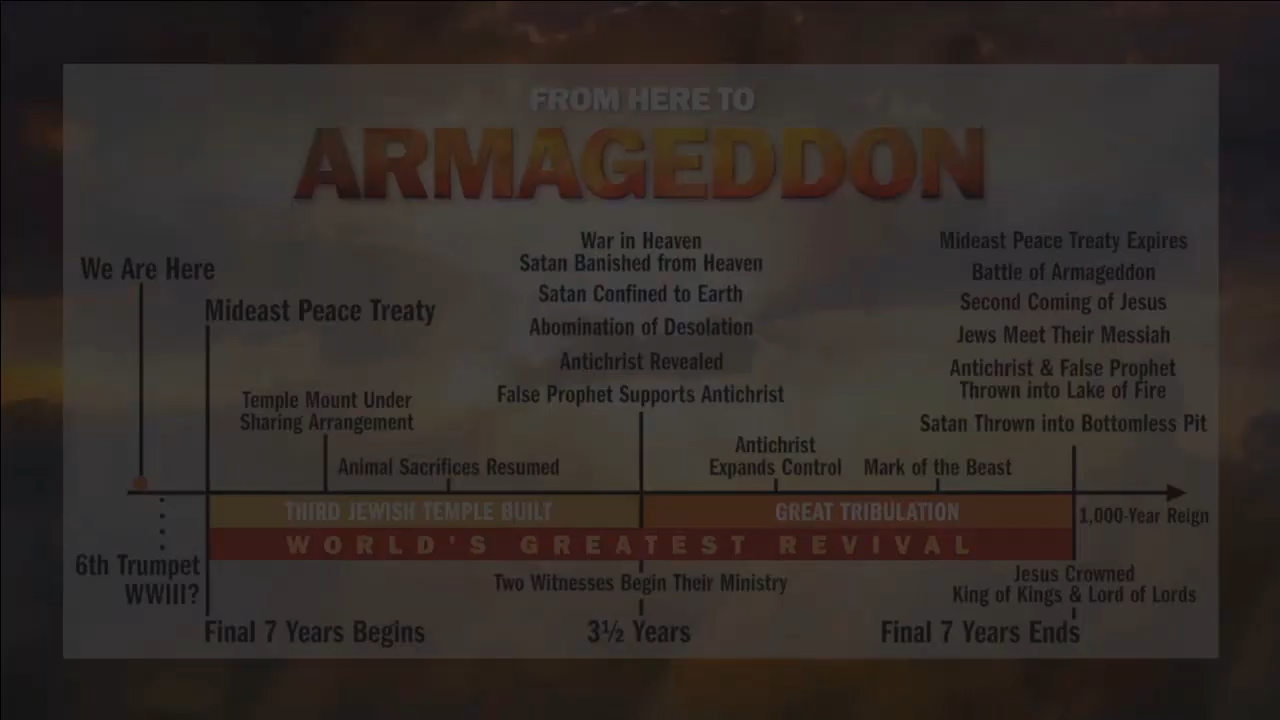 FROM HERE TO
ARMAGEDDON
We Are Here
Mideast Peace Treaty
Temple Mount Under
Sharing Arrangement
Animal Sacrifices Resumed
War in Heaven
Satan Banished from Heaven
Satan Confined to Earth
Abomination of Desolation
Antichrist Revealed
False Prophet Supports Antichrist
Antichrist
Expands Control
Mark of the Beast
Mideast Peace Treaty Expires
Battle of Armageddon
Second Coming of Jesus
Jews Meet Their Messiah
Antichrist & False Prophet
Thrown into Lake of Fire
Satan Thrown into Bottomless Pit
THIRD JEWISH TEMPLE BUILT
GREAT TRIBULATION
1,000-Year Reign
WORLD'S GREATEST REVIVAL
6th Trumpet
WWIII?
Two Witnesses Begin Their Ministry
Jesus Crowned
King of Kings & Lord of Lords
Final 7 Years Begins
3½ Years
Final 7 Years Ends